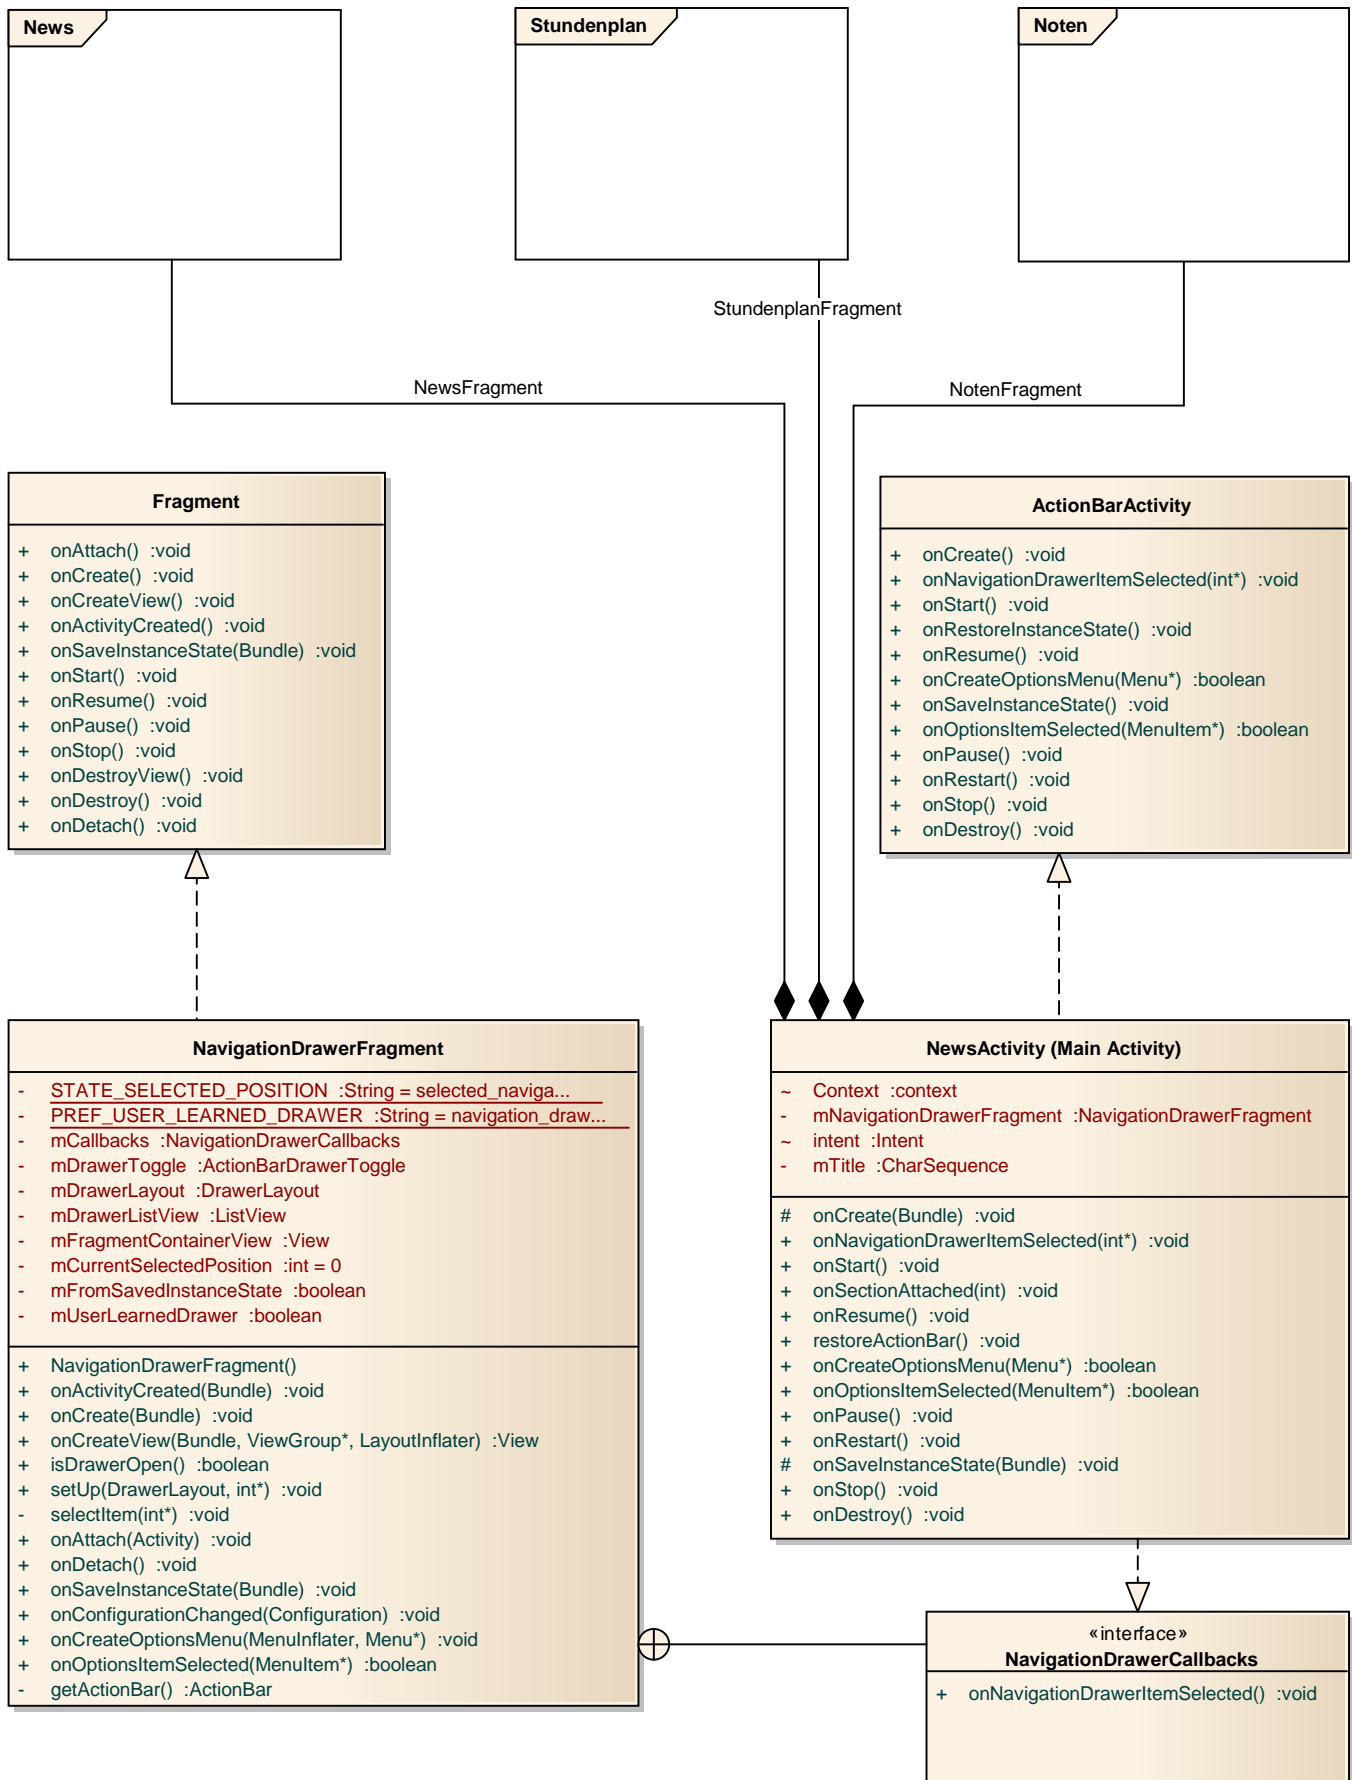 News
Stundenplan
Noten
StundenplanFragment
NewsFragment
NotenFragment
Fragment
+ onAttach() :void
+ onCreate() :void
+ onCreateView() :void
+ onActivityCreated() :void
+ onSaveInstanceState(Bundle) :void
+ onStart() :void
+ onResume() :void
+ onPause() :void
+ onStop() :void
+ onDestroyView() :void
+ onDestroy() :void
+ onDetach() :void
ActionBarActivity
+ onCreate() :void
+ onNavigationDrawerItemSelected(int*) :void
+ onStart() :void
+ onRestoreInstanceState() :void
+ onResume() :void
+ onCreateOptionsMenu(Menu*) :boolean
+ onSaveInstanceState() :void
+ onOptionsItemSelected(MenuItem*) :boolean
+ onPause() :void
+ onRestart() :void
+ onStop() :void
+ onDestroy() :void
NavigationDrawerFragment
- STATE_SELECTED_POSITION :String = selected_naviga...
- PREF_USER_LEARNED_DRAWER :String = navigation_draw...
- mCallbacks :NavigationDrawerCallbacks
- mDrawerToggle :ActionBarDrawerToggle
- mDrawerLayout :DrawerLayout
- mDrawerListView :ListView
- mFragmentContainerView :View
- mCurrentSelectedPosition :int = 0
- mFromSavedInstanceState :boolean
- mUserLearnedDrawer :boolean
+ NavigationDrawerFragment()
+ onActivityCreated(Bundle) :void
+ onCreate(Bundle) :void
+ onCreateView(Bundle, ViewGroup*, LayoutInflater) :View
+ isDrawerOpen() :boolean
+ setUp(DrawerLayout, int*) :void
- selectItem(int*) :void
+ onAttach(Activity) :void
+ onDetach() :void
+ onSaveInstanceState(Bundle) :void
+ onConfigurationChanged(Configuration) :void
+ onCreateOptionsMenu(MenuInflater, Menu*) :void
+ onOptionsItemSelected(MenuItem*) :boolean
- getActionBar() :ActionBar
NewsActivity (Main Activity)
~ Context :context
- mNavigationDrawerFragment :NavigationDrawerFragment
~ intent :Intent
- mTitle :CharSequence
# onCreate(Bundle) :void
+ onNavigationDrawerItemSelected(int*) :void
+ onStart() :void
+ onSectionAttached(int) :void
+ onResume() :void
+ restoreActionBar() :void
+ onCreateOptionsMenu(Menu*) :boolean
+ onOptionsItemSelected(MenuItem*) :boolean
+ onPause() :void
+ onRestart() :void
# onSaveInstanceState(Bundle) :void
+ onStop() :void
+ onDestroy() :void
«interface»
NavigationDrawerCallbacks
+ onNavigationDrawerItemSelected() :void